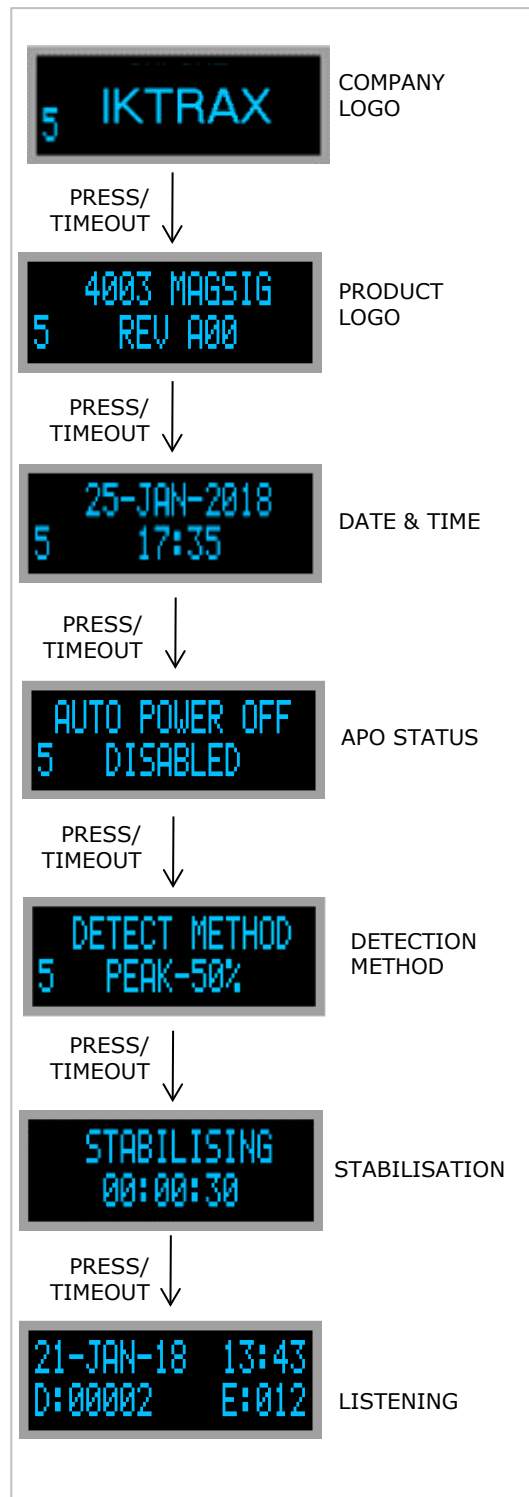 IKTRAX
5
COMPANY
LOGO
PRESS/
TIMEOUT
4003 MAGSIG
5 REV A00
PRODUCT
LOGO
PRESS/
TIMEOUT
25-JAN-2018
5 17:35
DATE & TIME
PRESS/
TIMEOUT
AUTO POWER OFF
5 DISABLED
APO STATUS
PRESS/
TIMEOUT
DETECT METHOD
5 PEAK-50%
DETECTION
METHOD
PRESS/
TIMEOUT
STABILISING
00:00:30
STABILISATION
PRESS/
TIMEOUT
21-JAN-18 13:43
D:00002 E:012
LISTENING